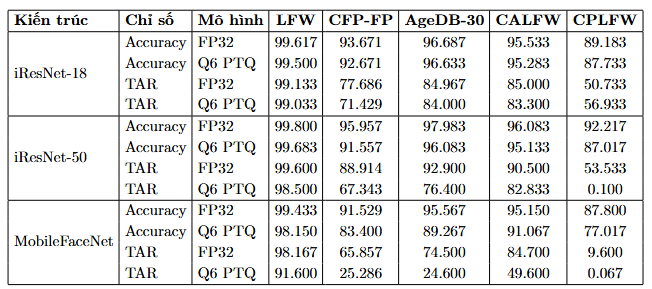 Kiến trúc Chỉ số Mô hình LFW CFP-FP AgeDB-30 CALFW CPLFW
iResNet-18 Accuracy FP32 99.617 93.671 96.687 95.533 89.183
Accuracy Q6 PTQ 99.500 92.671 96.633 95.283 87.733
TAR FP32 99.133 77.686 84.967 85.000 50.733
TAR Q6 PTQ 99.033 71.429 84.000 83.300 56.933
iResNet-50 Accuracy FP32 99.800 95.957 97.983 96.083 92.217
Accuracy Q6 PTQ 99.683 91.557 96.083 95.133 87.017
TAR FP32 99.600 88.914 92.900 90.500 53.533
TAR Q6 PTQ 98.500 67.343 76.400 82.833 0.100
MobileFaceNet Accuracy FP32 99.433 91.529 95.567 95.150 87.800
Accuracy Q6 PTQ 98.150 83.400 89.267 91.067 77.017
TAR FP32 98.167 65.857 74.500 84.700 9.600
TAR Q6 PTQ 91.600 25.286 24.600 49.600 0.067